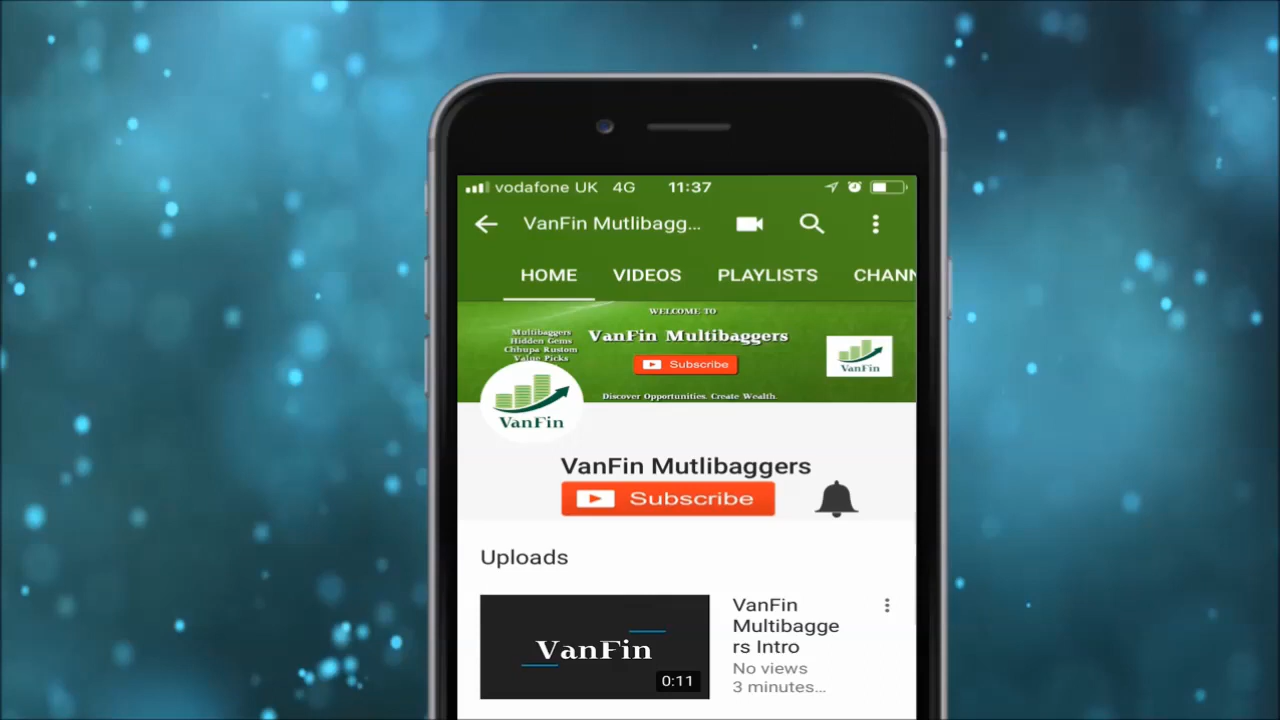 vodafone UK 4G 11:37
VanFin Mutlibagg...
HOME VIDEOS PLAYLISTS CHANN
WELCOME TO
VanFin Multibaggers
Subscribe
Discover Opportunities. Create Wealth.
Multibaggers
Hidden Gems
Chhupa Rustom
Value Picks
VanFin
VanFin
VanFin Mutlibaggers
Subscribe
Uploads
VanFin
0:11
VanFin
Multibagge
rs Intro
No views
3 minutes...